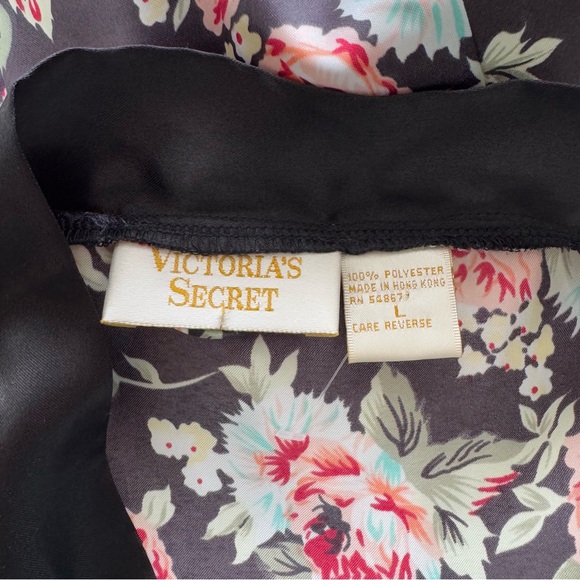 VICTORIA'S
SECRET
100% POLYESTER
MADE IN HONG KONG
RN 54867?
L
CARE REVERSE